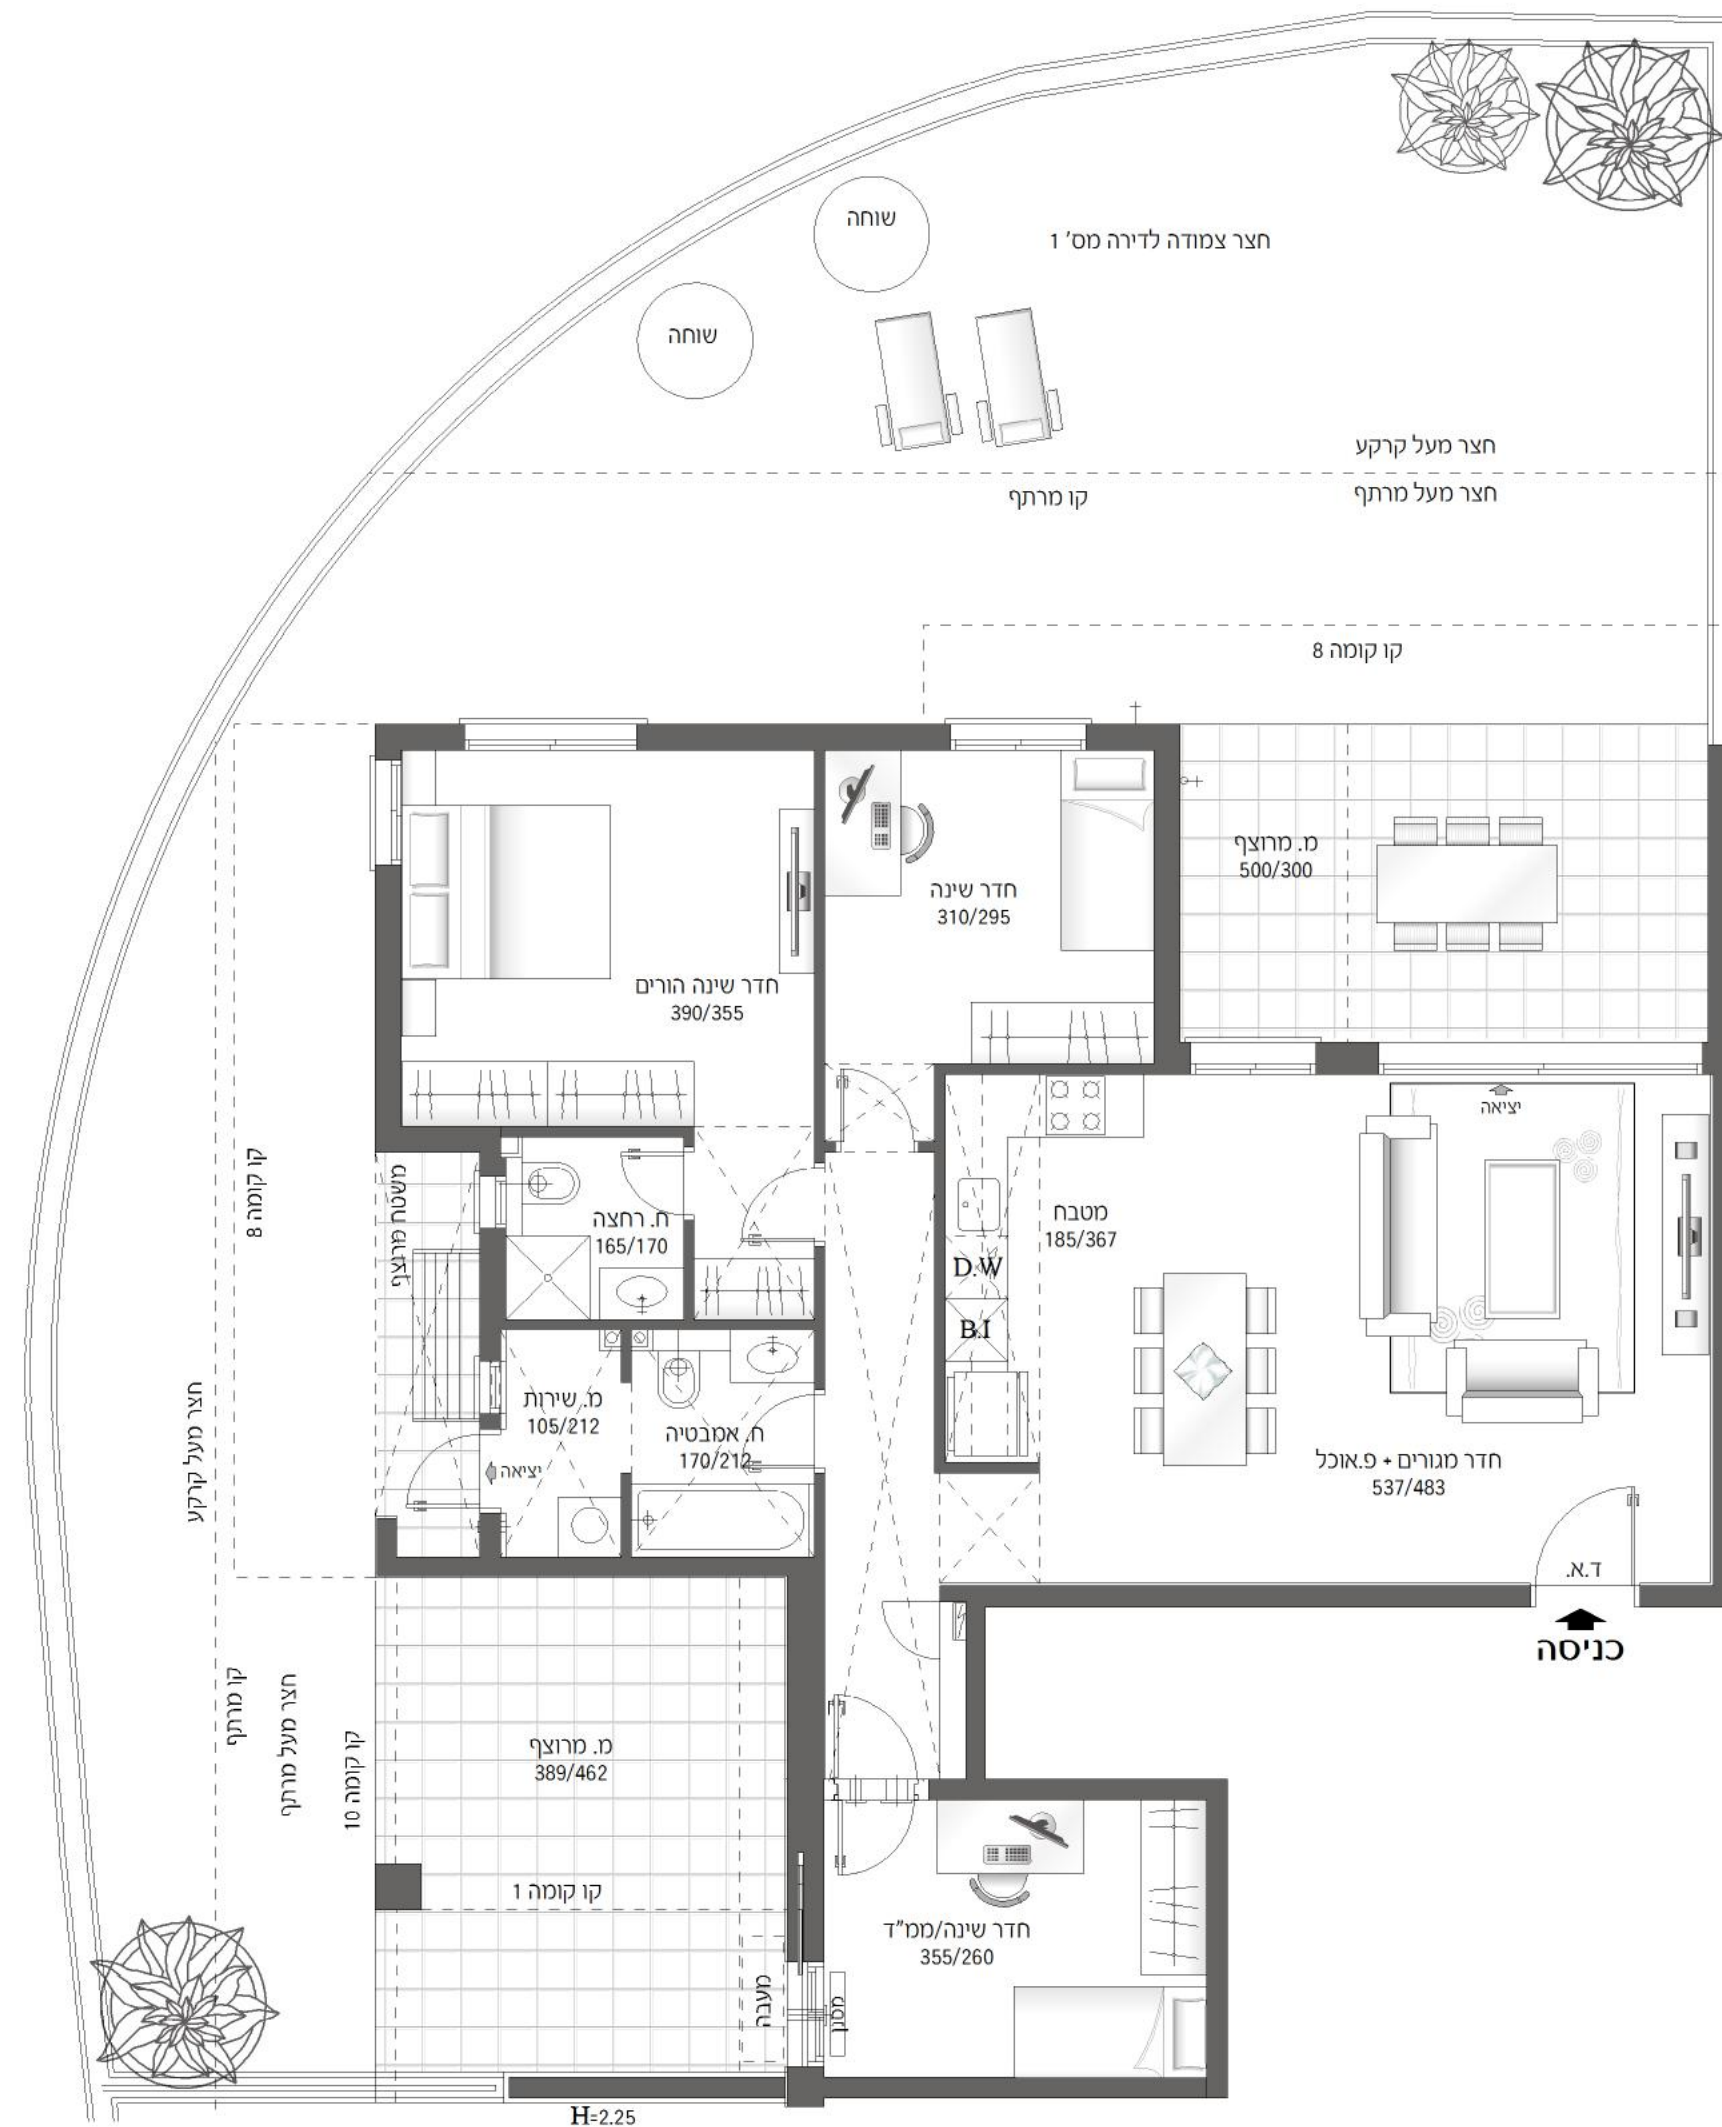 שוחה
חצר צמודה לדירה מס' 1
שוחה
חצר מעל קרקע
קו מרתף
חצר מעל מרתף
קו קומה 8
מ. מרוצף
500/300
חדר שינה
310/295
חדר שינה הורים
390/355
יציאה
קו קומה 8
משטח מרוצף
ח. רחצה
165/170
מטבח
185/367
D.W
B.I
חצר מעל קרקע
מ. שירות
105/212
ח. אמבטיה
170/212
יציאה
חדר מגורים + פ.אוכל
537/483
ד.א.
כניסה
קו מרתף
חצר מעל מרתף
קו קומה 10
מ. מרוצף
389/462
קו קומה 1
חדר שינה/ממ"ד
355/260
מעבה
מסנן
H=2.25